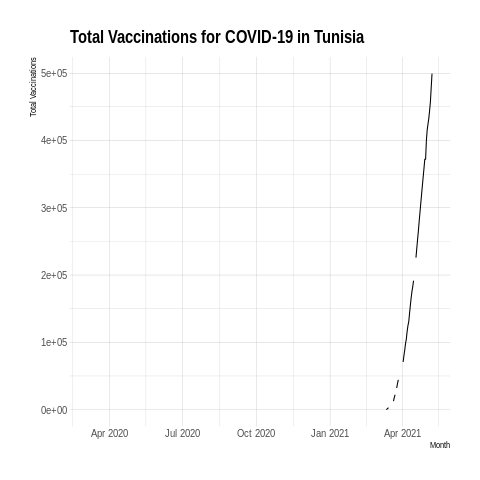 Total Vaccinations for COVID-19 in Tunisia
Total Vaccinations
5e+05
4e+05
3e+05
2e+05
1e+05
0e+00
Apr 2020 Jul 2020 Oct 2020 Jan 2021 Apr 2021
Month